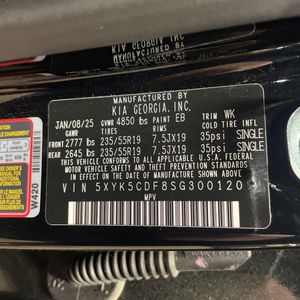 MANUFACTURED BY
KIA GEORGIA, INC.
JAN/08/25 GVWR 4850 lbs PAINT EB TRIM WK
GAWR TIRES RIMS
FRONT 2777 lbs 235/55R19 7.5JX19 35psi SINGLE
REAR 2645 lbs 235/55R19 7.5JX19 35psi SINGLE
THIS VEHICLE CONFORMS TO ALL APPLICABLE U.S.A. FEDERAL
MOTOR VEHICLE SAFETY AND THEFT PREVENTION STANDARDS
IN EFFECT ON THE DATE OF MANUFACTURE SHOWN ABOVE.
VIN 5XYK5CDF8SG300120
MPV
W420